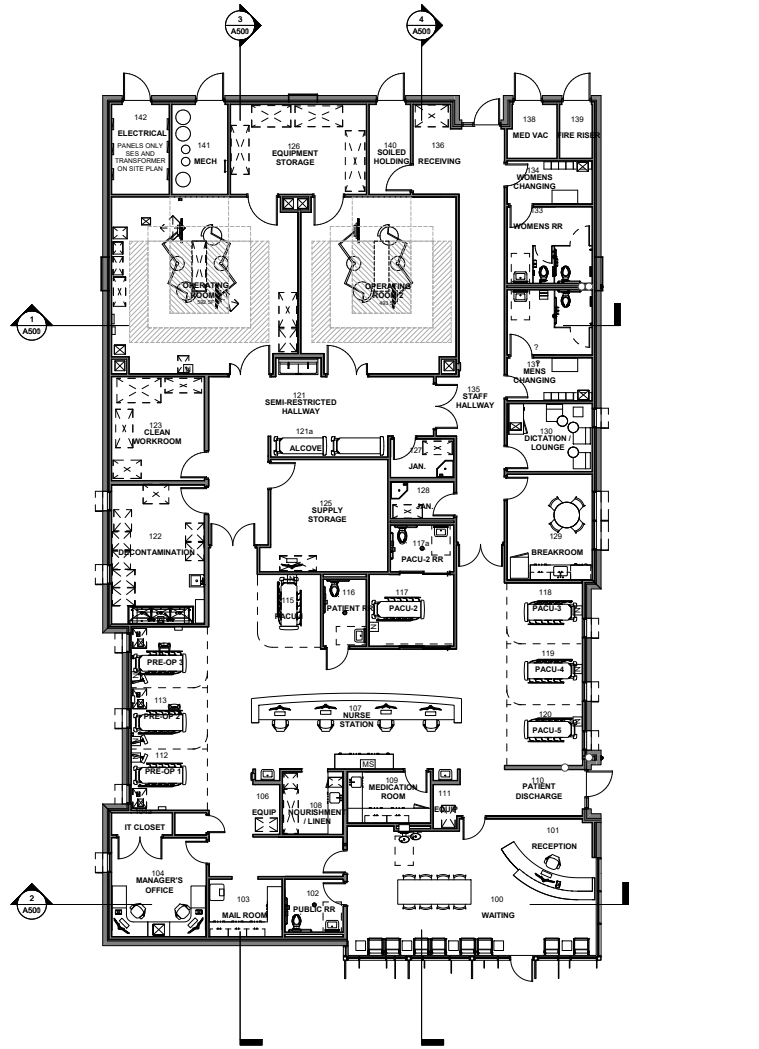 3
A500
4
A500
142
ELECTRICAL
PANELS ONLY
SES AND
TRANSFORMER
ON SITE PLAN
141
MECH
126
EQUIPMENT
STORAGE
140
SOILED
HOLDING
136
RECEIVING
138
MED VAC
139
FIRE RISER
134
WOMENS
CHANGING
133
WOMENS RR
OPERATING
ROOM 1
OPERATING
ROOM 2
1
A500
?
131
MENS
CHANGING
121
SEMI-RESTRICTED
HALLWAY
135
STAFF
HALLWAY
123
CLEAN
WORKROOM
121a
ALCOVE
127
JAN.
130
DICTATION /
LOUNGE
128
JAN.
125
SUPPLY
STORAGE
122
DECONTAMINATION
117a
PACU-2 RR
129
BREAKROOM
115
116
PATIENT RR
117
PACU-2
118
PACU-3
PRE-OP 3
119
PACU-4
113
PRE-OP 2
107
NURSE
STATION
120
PACU-5
112
PRE-OP 1
MS
109
MEDICATION
ROOM
110
PATIENT
DISCHARGE
106
EQUIP
108
NOURISHMENT
/ LINEN
111
EQUIP
IT CLOSET
101
RECEPTION
104
MANAGER'S
OFFICE
2
A500
103
MAIL ROOM
102
PUBLIC RR
100
WAITING